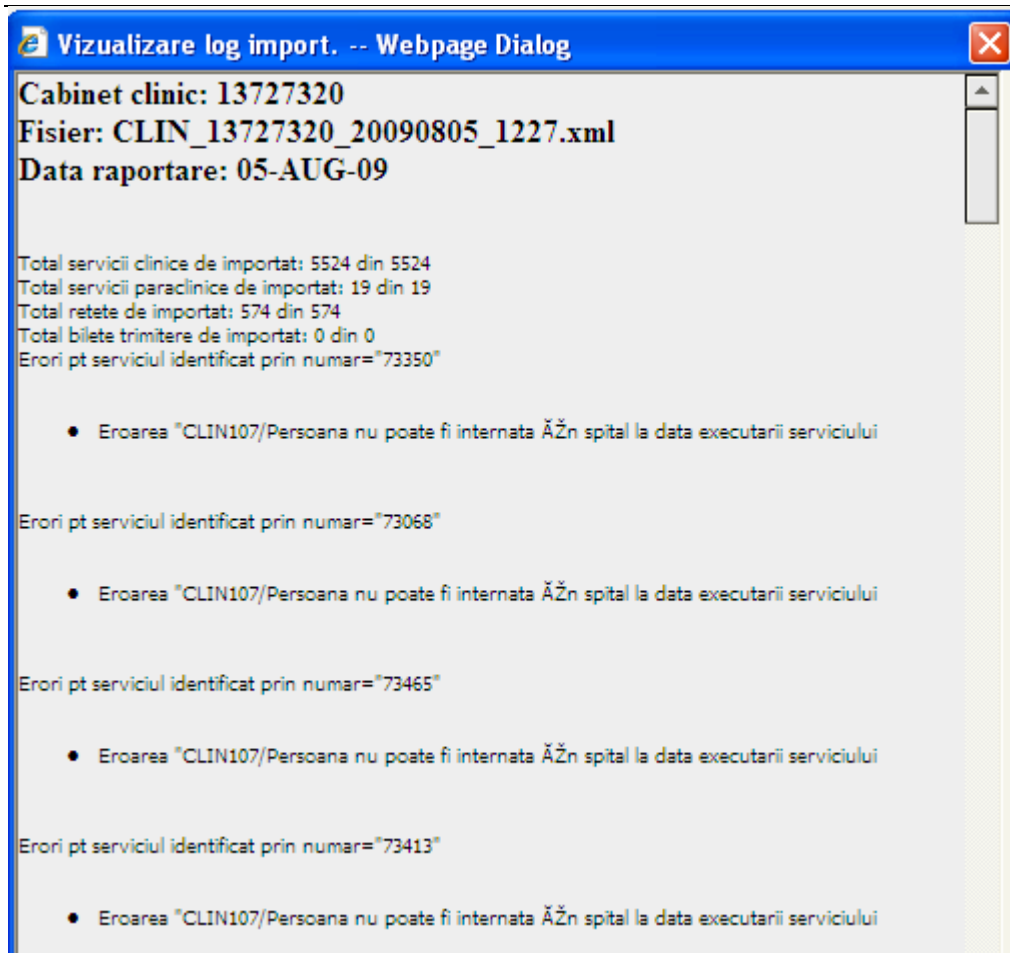 Vizualizare log import. -- Webpage Dialog
Cabinet clinic: 13727320
Fisier: CLIN_13727320_20090805_1227.xml
Data raportare: 05-AUG-09
Total servicii clinice de importat: 5524 din 5524
Total servicii paraclinice de importat: 19 din 19
Total retete de importat: 574 din 574
Total bilete trimitere de importat: 0 din 0
Erori pt serviciul identificat prin numar="73350"
• Eroarea "CLIN107/Persoana nu poate fi internata ĂŽn spital la data executarii serviciului
Erori pt serviciul identificat prin numar="73068"
• Eroarea "CLIN107/Persoana nu poate fi internata ĂŽn spital la data executarii serviciului
Erori pt serviciul identificat prin numar="73465"
• Eroarea "CLIN107/Persoana nu poate fi internata ĂŽn spital la data executarii serviciului
Erori pt serviciul identificat prin numar="73413"
• Eroarea "CLIN107/Persoana nu poate fi internata ĂŽn spital la data executarii serviciului